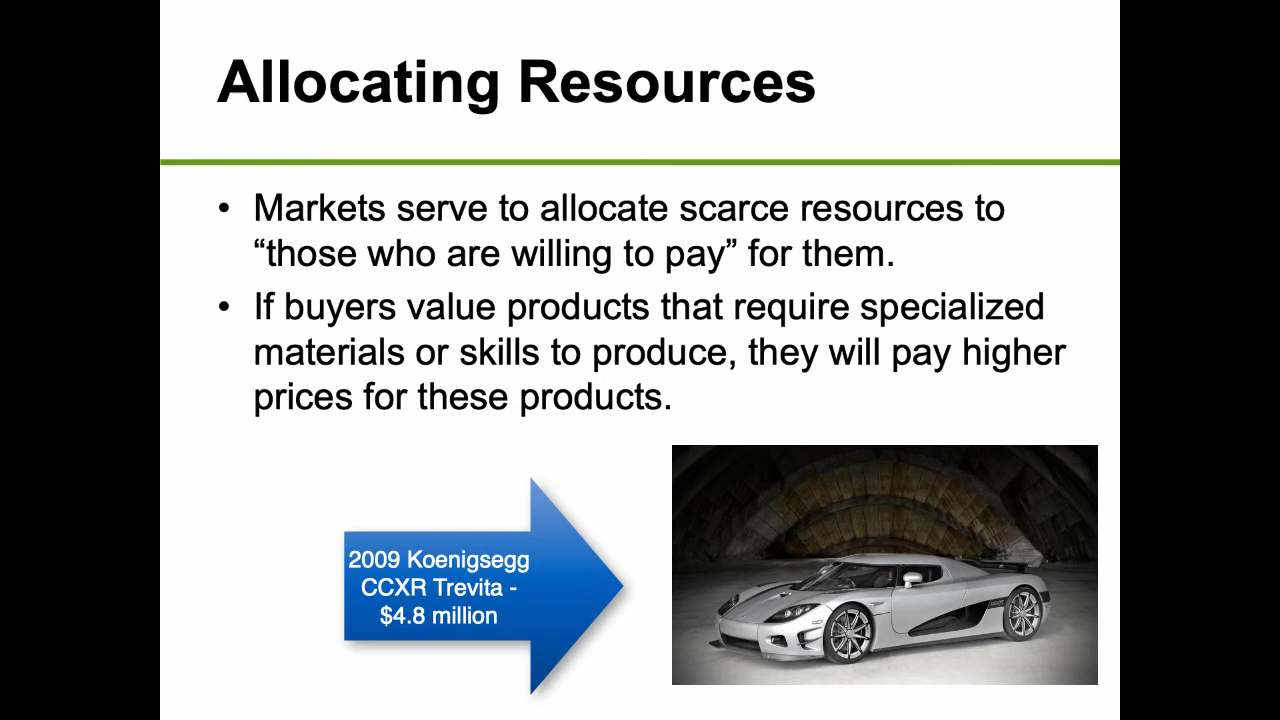 Allocating Resources
• Markets serve to allocate scarce resources to
“those who are willing to pay” for them.
• If buyers value products that require specialized
materials or skills to produce, they will pay higher
prices for these products.
2009 Koenigsegg
CCXR Trevita -
$4.8 million